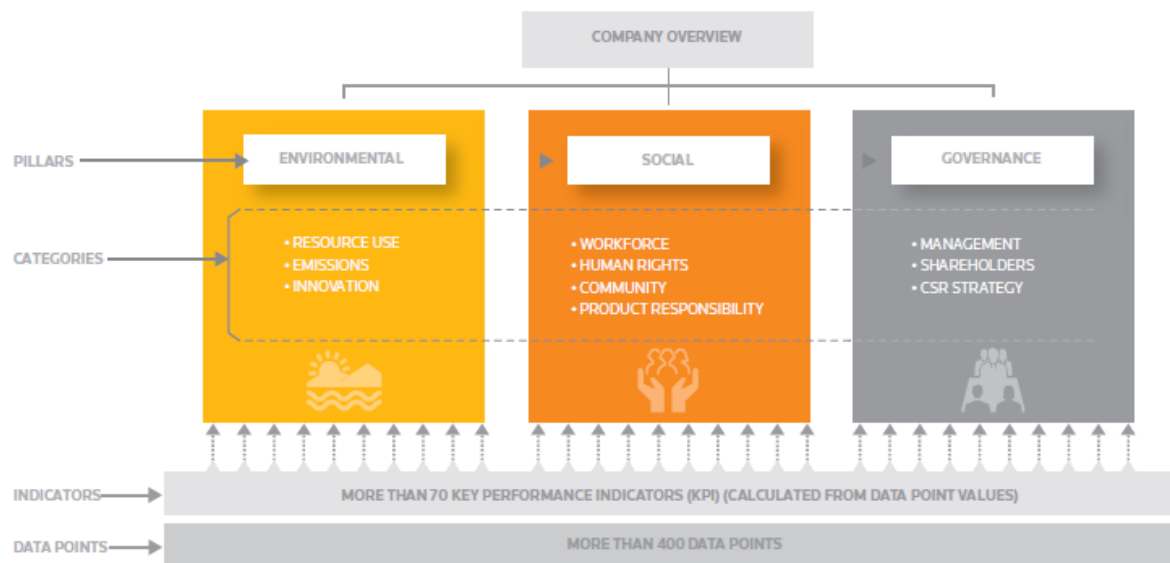 COMPANY OVERVIEW
PILLARS
ENVIRONMENTAL
SOCIAL
GOVERNANCE
CATEGORIES
• RESOURCE USE
• EMISSIONS
• INNOVATION
• WORKFORCE
• HUMAN RIGHTS
• COMMUNITY
• PRODUCT RESPONSIBILITY
• MANAGEMENT
• SHAREHOLDERS
• CSR STRATEGY
INDICATORS
MORE THAN 70 KEY PERFORMANCE INDICATORS (KPI) (CALCULATED FROM DATA POINT VALUES)
DATA POINTS
MORE THAN 400 DATA POINTS